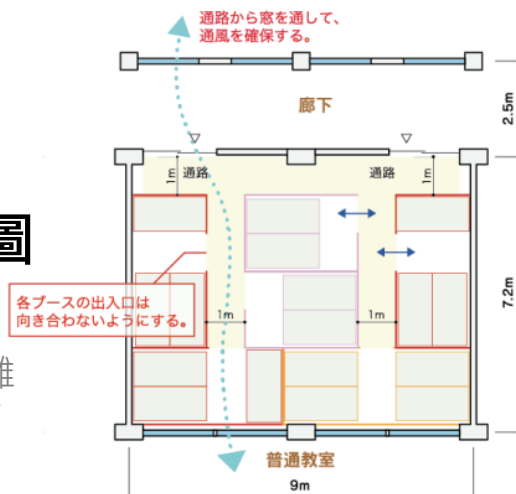 通路から窓を通して、
通風を確保する。
廊下
2.5m
1m
通路
通路
1m
圖
各ブースの出入口は
向き合わないようにする。
1m
1m
7.2m
普通教室
9m